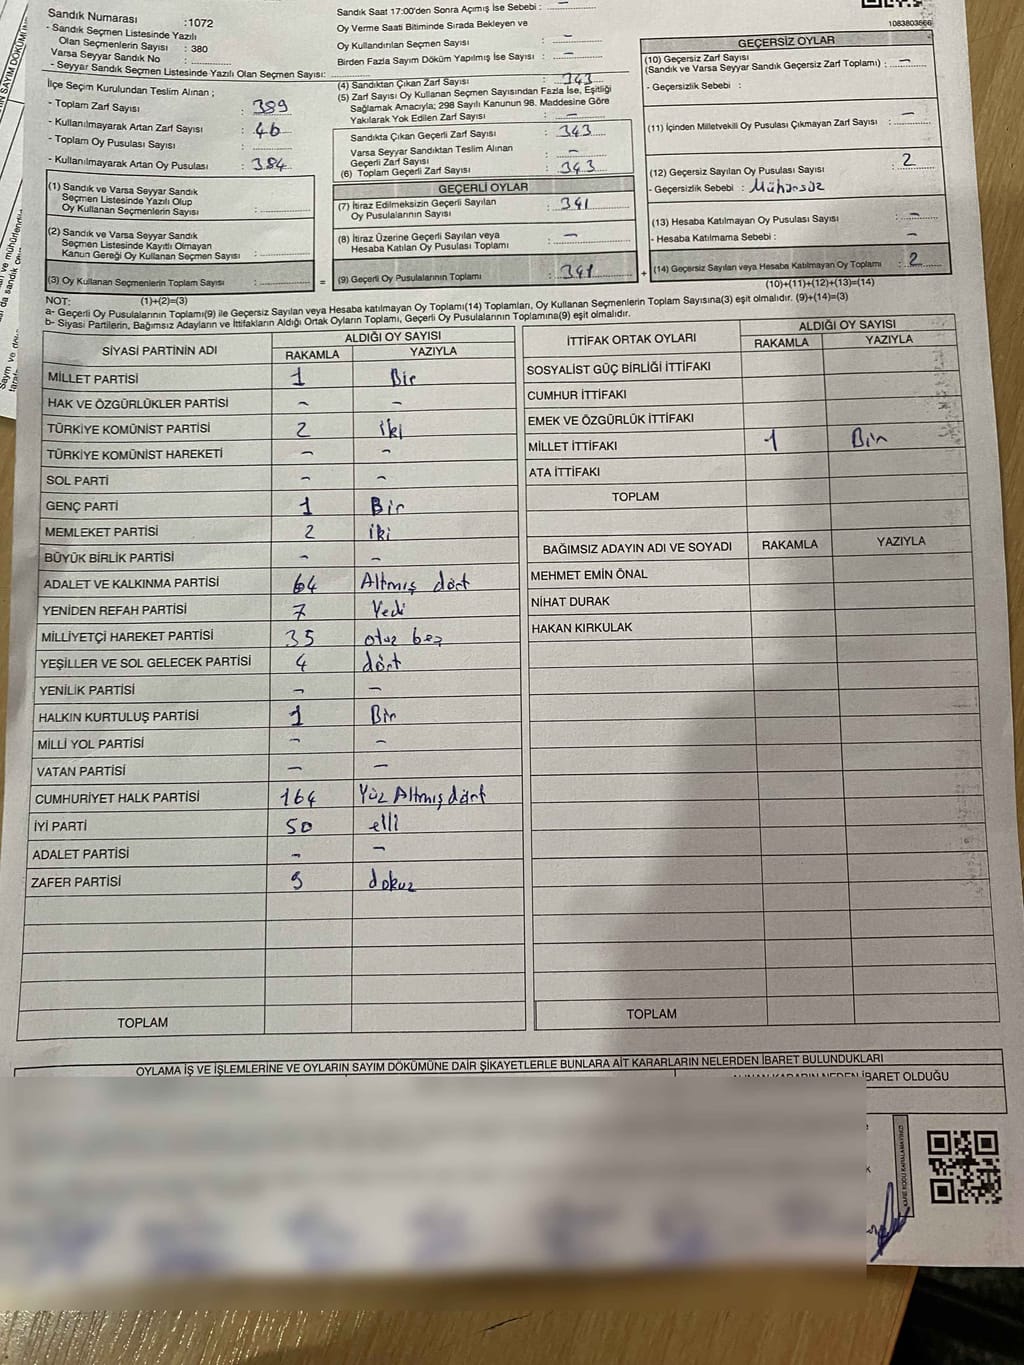 Sandık Numarası :1072
- Sandık Seçmen Listesinde Yazılı
Olan Seçmenlerin Sayısı : 380
Varsa Seyyar Sandık No :
- Seyyar Sandık Seçmen Listesinde Yazılı Olan Seçmen Sayısı:
İlçe Seçim Kurulundan Teslim Alınan ;
- Toplam Zarf Sayısı : 389
- Kullanılmayarak Artan Zarf Sayısı : 46
- Toplam Oy Pusulası Sayısı :
- Kullanılmayarak Artan Oy Pusulası : 384
(1) Sandık ve Varsa Seyyar Sandık
Seçmen Listesinde Yazılı Olup
Oy Kullanan Seçmenlerin Sayısı :
(2) Sandık ve Varsa Seyyar Sandık
Seçmen Listesinde Kayıtlı Olmayan
Kanun Gereği Oy Kullanan Seçmen Sayısı :
(3) Oy Kullanan Seçmenlerin Toplam Sayısı : =
Sandık Saat 17:00'den Sonra Açımış İse Sebebi : -
Oy Verme Saati Bitiminde Sırada Bekleyen ve
Oy Kullandırılan Seçmen Sayısı : -
Birden Fazla Sayım Döküm Yapılmış İse Sayısı : -
(4) Sandıktan Çıkan Zarf Sayısı : 343
(5) Zarf Sayısı Oy Kullanan Seçmen Sayısından Fazla İse, Eşitliği
Sağlamak Amacıyla; 298 Sayılı Kanunun 98. Maddesine Göre
Yakılarak Yok Edilen Zarf Sayısı : -
Sandıkta Çıkan Geçerli Zarf Sayısı : 343
Varsa Seyyar Sandıktan Teslim Alınan
Geçerli Zarf Sayısı : -
(6) Toplam Geçerli Zarf Sayısı : 343
GEÇERLİ OYLAR
(7) İtiraz Edilmeksizin Geçerli Sayılan
Oy Pusulalarının Sayısı : 341
(8) İtiraz Üzerine Geçerli Sayılan veya
Hesaba Katılan Oy Pusulası Toplamı : -
(9) Geçerli Oy Pusulalarının Toplamı : 341 +
1083803566
GEÇERSİZ OYLAR
(10) Geçersiz Zarf Sayısı
(Sandık ve Varsa Seyyar Sandık Geçersiz Zarf Toplamı) : -
- Geçersizlik Sebebi :
(11) İçinden Milletvekili Oy Pusulası Çıkmayan Zarf Sayısı : -
(12) Geçersiz Sayılan Oy Pusulası Sayısı : 2
- Geçersizlik Sebebi : Mühürsüz
(13) Hesaba Katılmayan Oy Pusulası Sayısı : -
- Hesaba Katılmama Sebebi : -
(14) Geçersiz Sayılan veya Hesaba Katılmayan Oy Toplamı : 2
(10)+(11)+(12)+(13)=(14)
NOT: (1)+(2)=(3)
a- Geçerli Oy Pusulalarının Toplamı(9) ile Geçersiz Sayılan veya Hesaba katılmayan Oy Toplamı(14) Toplamları, Oy Kullanan Seçmenlerin Toplam Sayısına(3) eşit olmalıdır. (9)+(14)=(3)
b- Siyasi Partilerin, Bağımsız Adayların ve İttifakların Aldığı Ortak Oyların Toplamı, Geçerli Oy Pusulalarının Toplamına(9) eşit olmalıdır.
SİYASİ PARTİNİN ADI ALDIĞI OY SAYISI
RAKAMLA YAZIYLA
MİLLET PARTİSİ 1 Bir
HAK VE ÖZGÜRLÜKLER PARTİSİ - -
TÜRKİYE KOMÜNİST PARTİSİ 2 iki
TÜRKİYE KOMÜNİST HAREKETİ - -
SOL PARTİ - -
GENÇ PARTİ 1 Bir
MEMLEKET PARTİSİ 2 iki
BÜYÜK BİRLİK PARTİSİ - -
ADALET VE KALKINMA PARTİSİ 64 Altmış dört
YENİDEN REFAH PARTİSİ 7 Yedi
MİLLİYETÇİ HAREKET PARTİSİ 35 otuz beş
YEŞİLLER VE SOL GELECEK PARTİSİ 4 dört
YENİLİK PARTİSİ - -
HALKIN KURTULUŞ PARTİSİ 1 Bir
MİLLİ YOL PARTİSİ - -
VATAN PARTİSİ - -
CUMHURİYET HALK PARTİSİ 164 Yüz Altmış dört
İYİ PARTİ 50 elli
ADALET PARTİSİ - -
ZAFER PARTİSİ 9 dokuz
TOPLAM
İTTİFAK ORTAK OYLARI ALDIĞI OY SAYISI
RAKAMLA YAZIYLA
SOSYALİST GÜÇ BİRLİĞİ İTTİFAKI
CUMHUR İTTİFAKI
EMEK VE ÖZGÜRLÜK İTTİFAKI
MİLLET İTTİFAKI 1 Bir
ATA İTTİFAKI
TOPLAM
BAĞIMSIZ ADAYIN ADI VE SOYADI RAKAMLA YAZIYLA
MEHMET EMİN ÖNAL
NİHAT DURAK
HAKAN KIRKULAK
TOPLAM
OYLAMA İŞ VE İŞLEMLERİNE VE OYLARIN SAYIM DÖKÜMÜNE DAİR ŞİKAYETLERLE BUNLARA AİT KARARLARIN NELERDEN İBARET BULUNDUKLARI
ALINAN KARARIN NEDEN İBARET OLDUĞU
KARE KODU KARALAMAYINIZ!